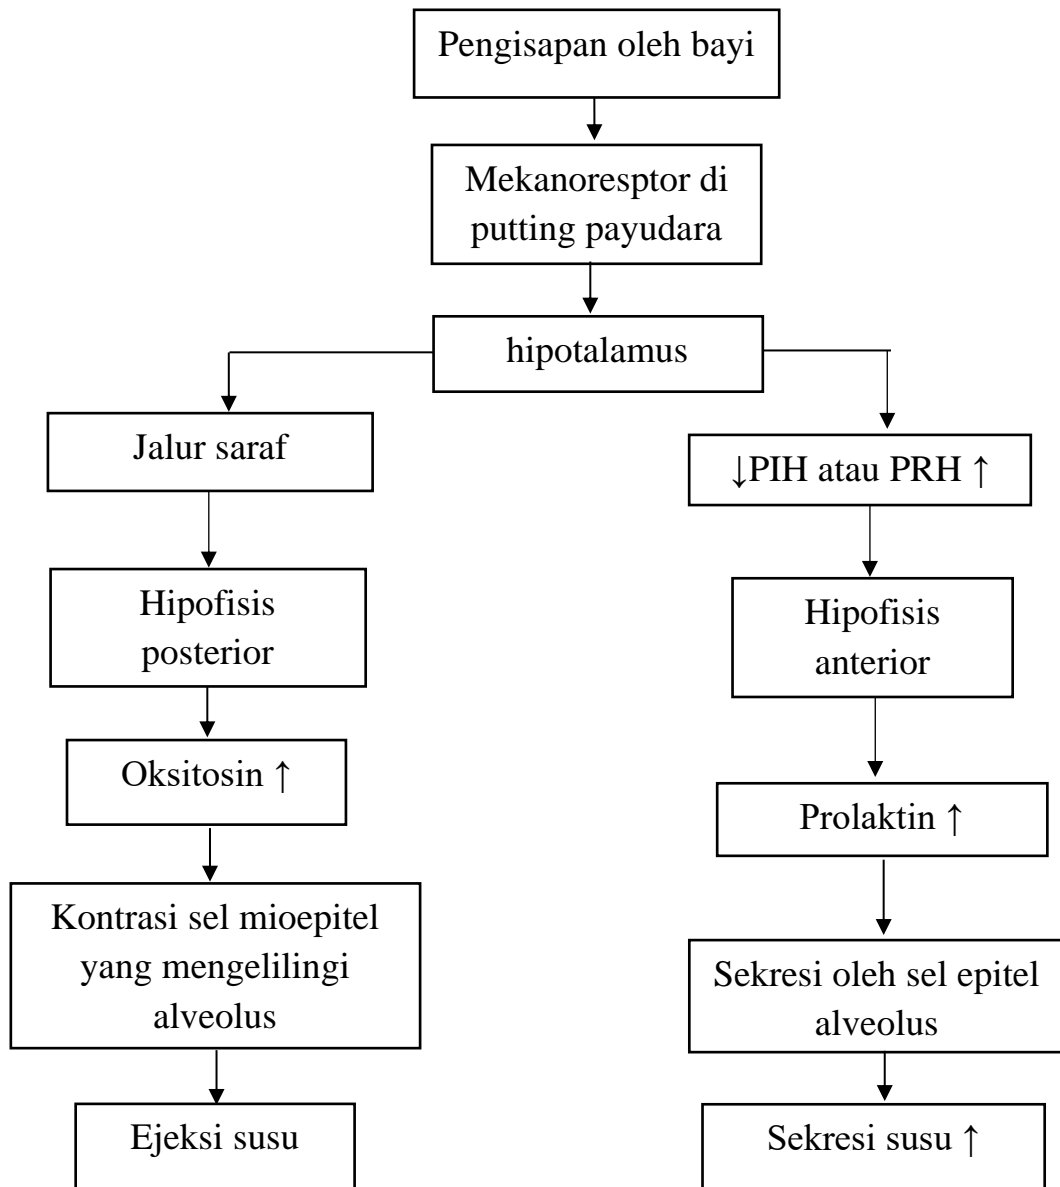 Pengisapan oleh bayi
Mekanoresptor di
putting payudara
hipotalamus
Jalur saraf
↓PIH atau PRH ↑
Hipofisis
posterior
Hipofisis
anterior
Oksitosin ↑
Prolaktin ↑
Kontrasi sel mioepitel
yang mengelilingi
alveolus
Sekresi oleh sel epitel
alveolus
Ejeksi susu
Sekresi susu ↑